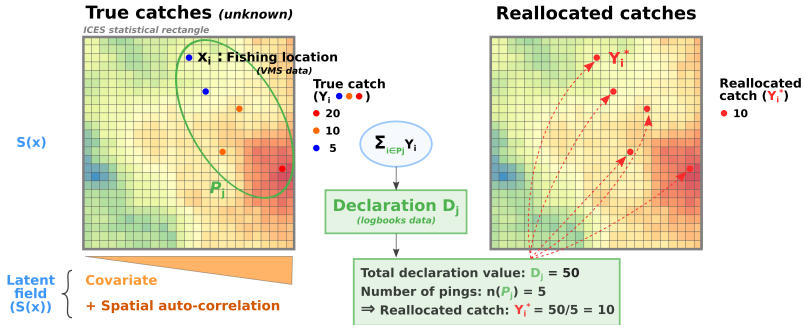 True catches (unknown)
ICES statistical rectangle
xi : Fishing location
(VMS data)
Pj
S(x)
True catch
(Yi )
20
10
5
Σi∈Pj Yi
Declaration Dj
(logbooks data)
Total declaration value: Dj = 50
Number of pings: n(Pj) = 5
⇒ Reallocated catch: Yi* = 50/5 = 10
Reallocated catches
Yi*
Reallocated
catch (Yi*)
10
Latent
field
(S(x))
Covariate
+ Spatial auto-correlation